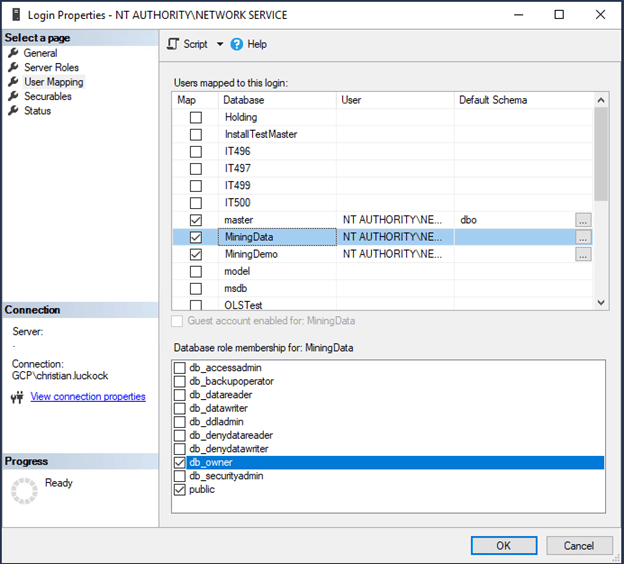 Login Properties - NT AUTHORITY\NETWORK SERVICE
Select a page
General
Server Roles
User Mapping
Securables
Status
Script
Help
Users mapped to this login:
Map Database User Default Schema
Holding
InstallTestMaster
IT496
IT497
IT499
IT500
master NT AUTHORITY\NE... dbo ...
MiningData NT AUTHORITY\NE... ...
MiningDemo NT AUTHORITY\NE... ...
model
msdb
OLSTest
Guest account enabled for: MiningData
Database role membership for: MiningData
db_accessadmin
db_backupoperator
db_datareader
db_datawriter
db_ddladmin
db_denydatareader
db_denydatawriter
db_owner
db_securityadmin
public
Connection
Server:
.
Connection:
GCP\christian.luckock
View connection properties
Progress
Ready
OK
Cancel